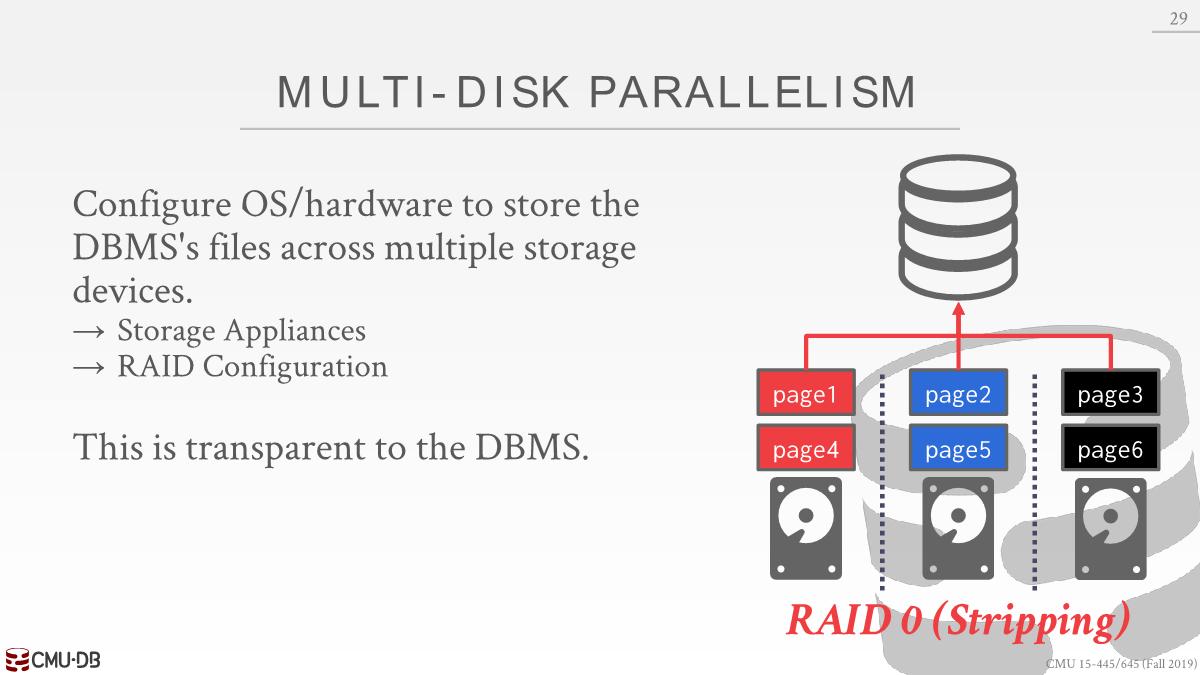 29
MULTI-DISK PARALLELISM
Configure OS/hardware to store the
DBMS's files across multiple storage
devices.
→ Storage Appliances
→ RAID Configuration
This is transparent to the DBMS.
page1 page2 page3
page4 page5 page6
RAID 0 (Stripping)
CMU·DB
CMU 15-445/645 (Fall 2019)